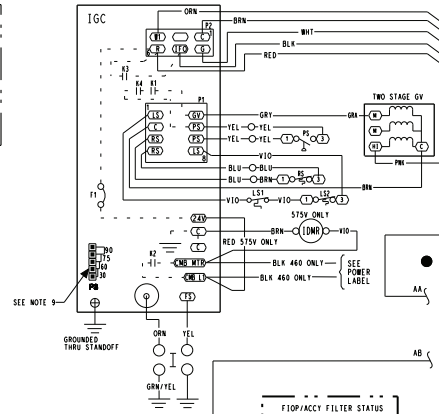 IGC
ORN
P2
BRN
WHT
BLK
RED
W1
C
R
IFO
G
K3
K4 K1
TWO STAGE GV
P1
1
LS
GV
GRY
GRA
M
C
PS
YEL
YEL
1
PS
3
M
RS
PS
YEL
YEL
HI
C
RS
LS
VIO
PNK
8
BLU
BLU
BLU
BRN
1
RS
3
BRN
F1
LS1
VIO
VIO
1
LS2
3
24V
575V ONLY
C
BRN
IDMR
VIO
C
RED 575V ONLY
90
75
60
30
K2
CMB MTR
BLK 460 ONLY
SEE
POWER
LABEL
CMB L1
BLK 460 ONLY
P8
SEE NOTE 9
FS
AA
GROUNDED
THRU STANDOFF
ORN
YEL
AB
GRN/YEL
FIOP/ACCY FILTER STATUS